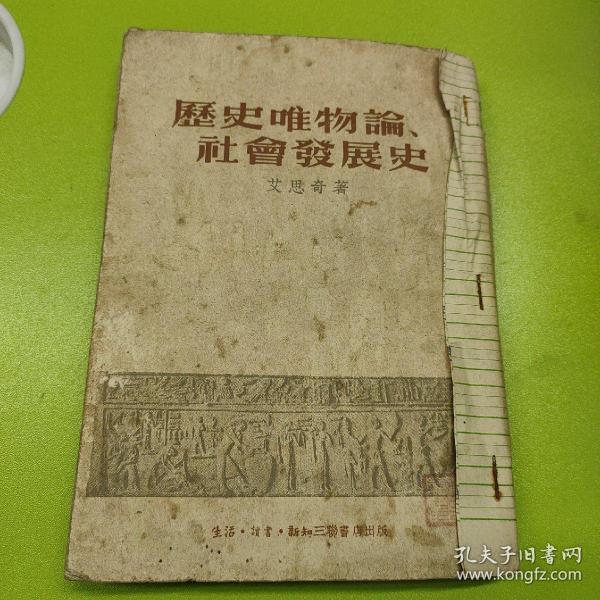 歷史唯物論、
社會發展史
艾思奇著
生活·讀書·新知三聯書店出版
孔夫子旧书网
www.kongfz.com